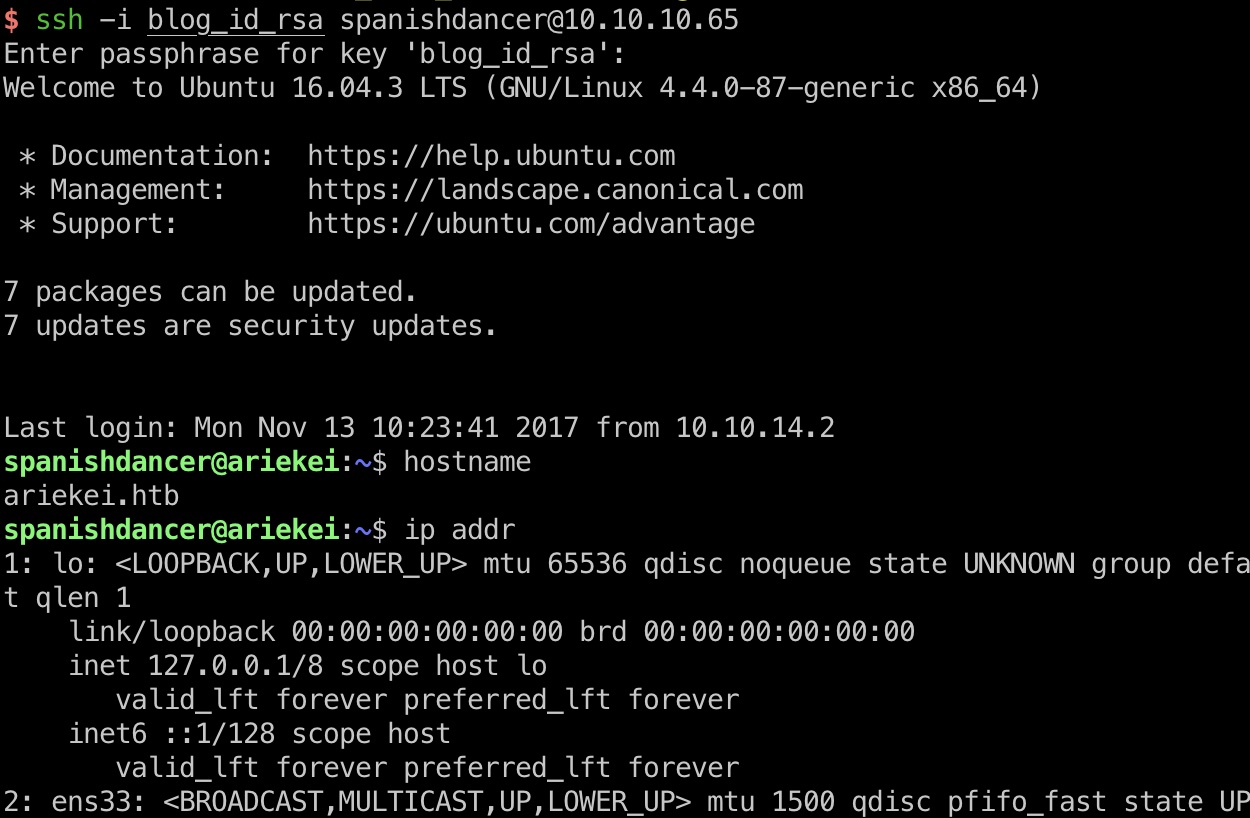 $ ssh -i blog_id_rsa spanishdancer@10.10.10.65
Enter passphrase for key 'blog_id_rsa':
Welcome to Ubuntu 16.04.3 LTS (GNU/Linux 4.4.0-87-generic x86_64)
* Documentation:  https://help.ubuntu.com
* Management:     https://landscape.canonical.com
* Support:        https://ubuntu.com/advantage
7 packages can be updated.
7 updates are security updates.
Last login: Mon Nov 13 10:23:41 2017 from 10.10.14.2
spanishdancer@ariekei:~$ hostname
ariekei.htb
spanishdancer@ariekei:~$ ip addr
1: lo: <LOOPBACK,UP,LOWER_UP> mtu 65536 qdisc noqueue state UNKNOWN group defa
t qlen 1
link/loopback 00:00:00:00:00:00 brd 00:00:00:00:00:00
inet 127.0.0.1/8 scope host lo
valid_lft forever preferred_lft forever
inet6 ::1/128 scope host
valid_lft forever preferred_lft forever
2: ens33: <BROADCAST,MULTICAST,UP,LOWER_UP> mtu 1500 qdisc pfifo_fast state UP